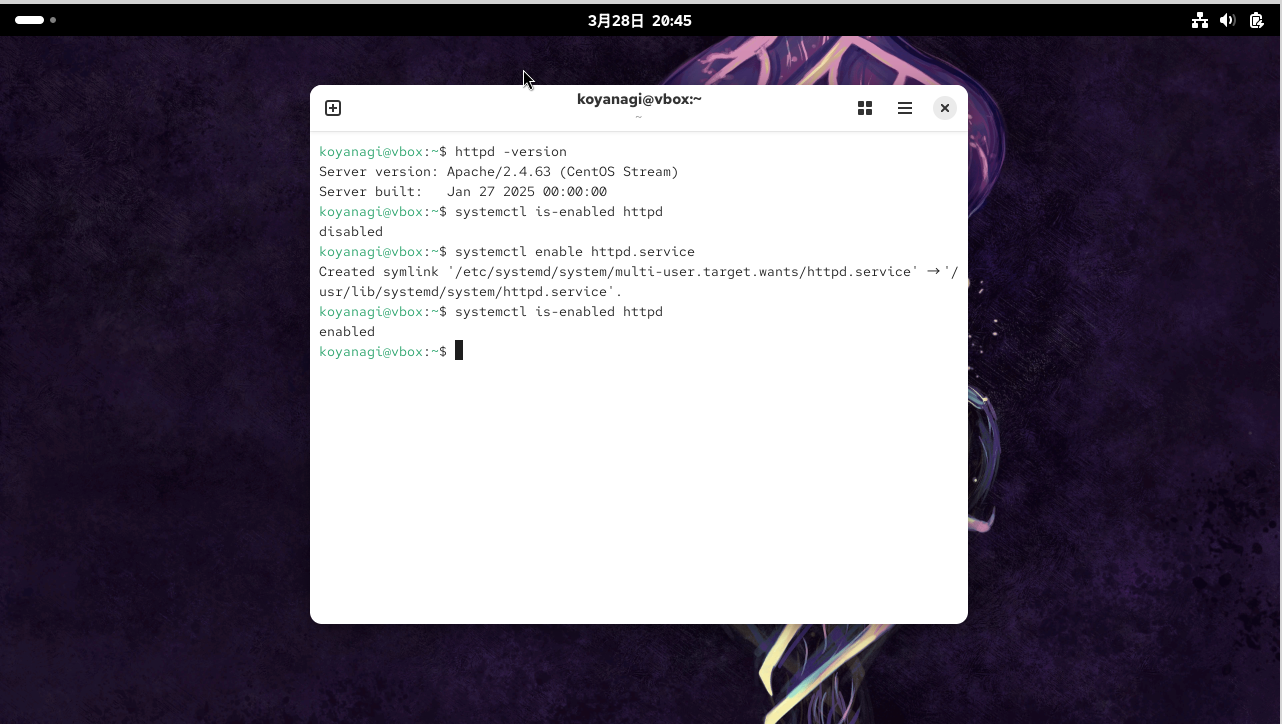 3月28日 20:45
koyanagi@vbox:~
~
koyanagi@vbox:~$ httpd -version
Server version: Apache/2.4.63 (CentOS Stream)
Server built:   Jan 27 2025 00:00:00
koyanagi@vbox:~$ systemctl is-enabled httpd
disabled
koyanagi@vbox:~$ systemctl enable httpd.service
Created symlink '/etc/systemd/system/multi-user.target.wants/httpd.service' → '/
usr/lib/systemd/system/httpd.service'.
koyanagi@vbox:~$ systemctl is-enabled httpd
enabled
koyanagi@vbox:~$